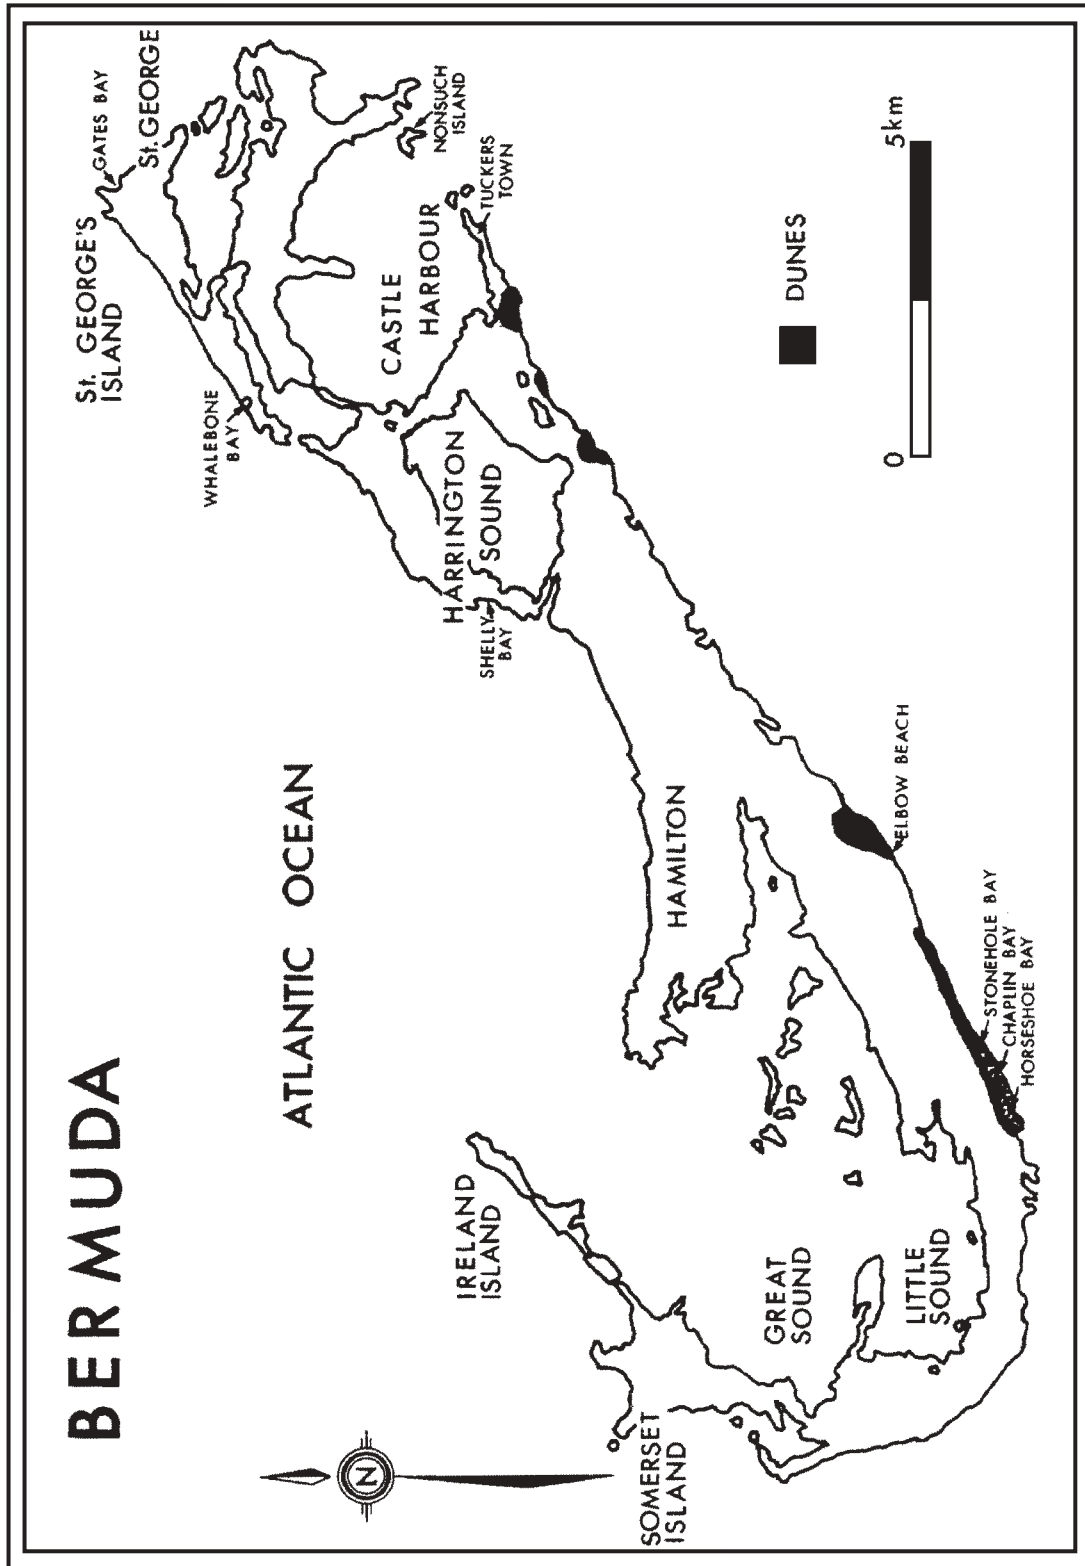 BERMUDA
ATLANTIC OCEAN
St. GEORGE'S
ISLAND
GATES BAY
St. GEORGE
WHALEBONE
BAY
NONSUCH
ISLAND
TUCKERS
TOWN
CASTLE
HARBOUR
HARRINGTON
SOUND
SHELLY
BAY
HAMILTON
IRELAND
ISLAND
SOMERSET
ISLAND
GREAT
SOUND
LITTLE
SOUND
ELBOW BEACH
STONEHOLE BAY
CHAPLIN BAY
HORSESHOE BAY
DUNES
0 5km
N